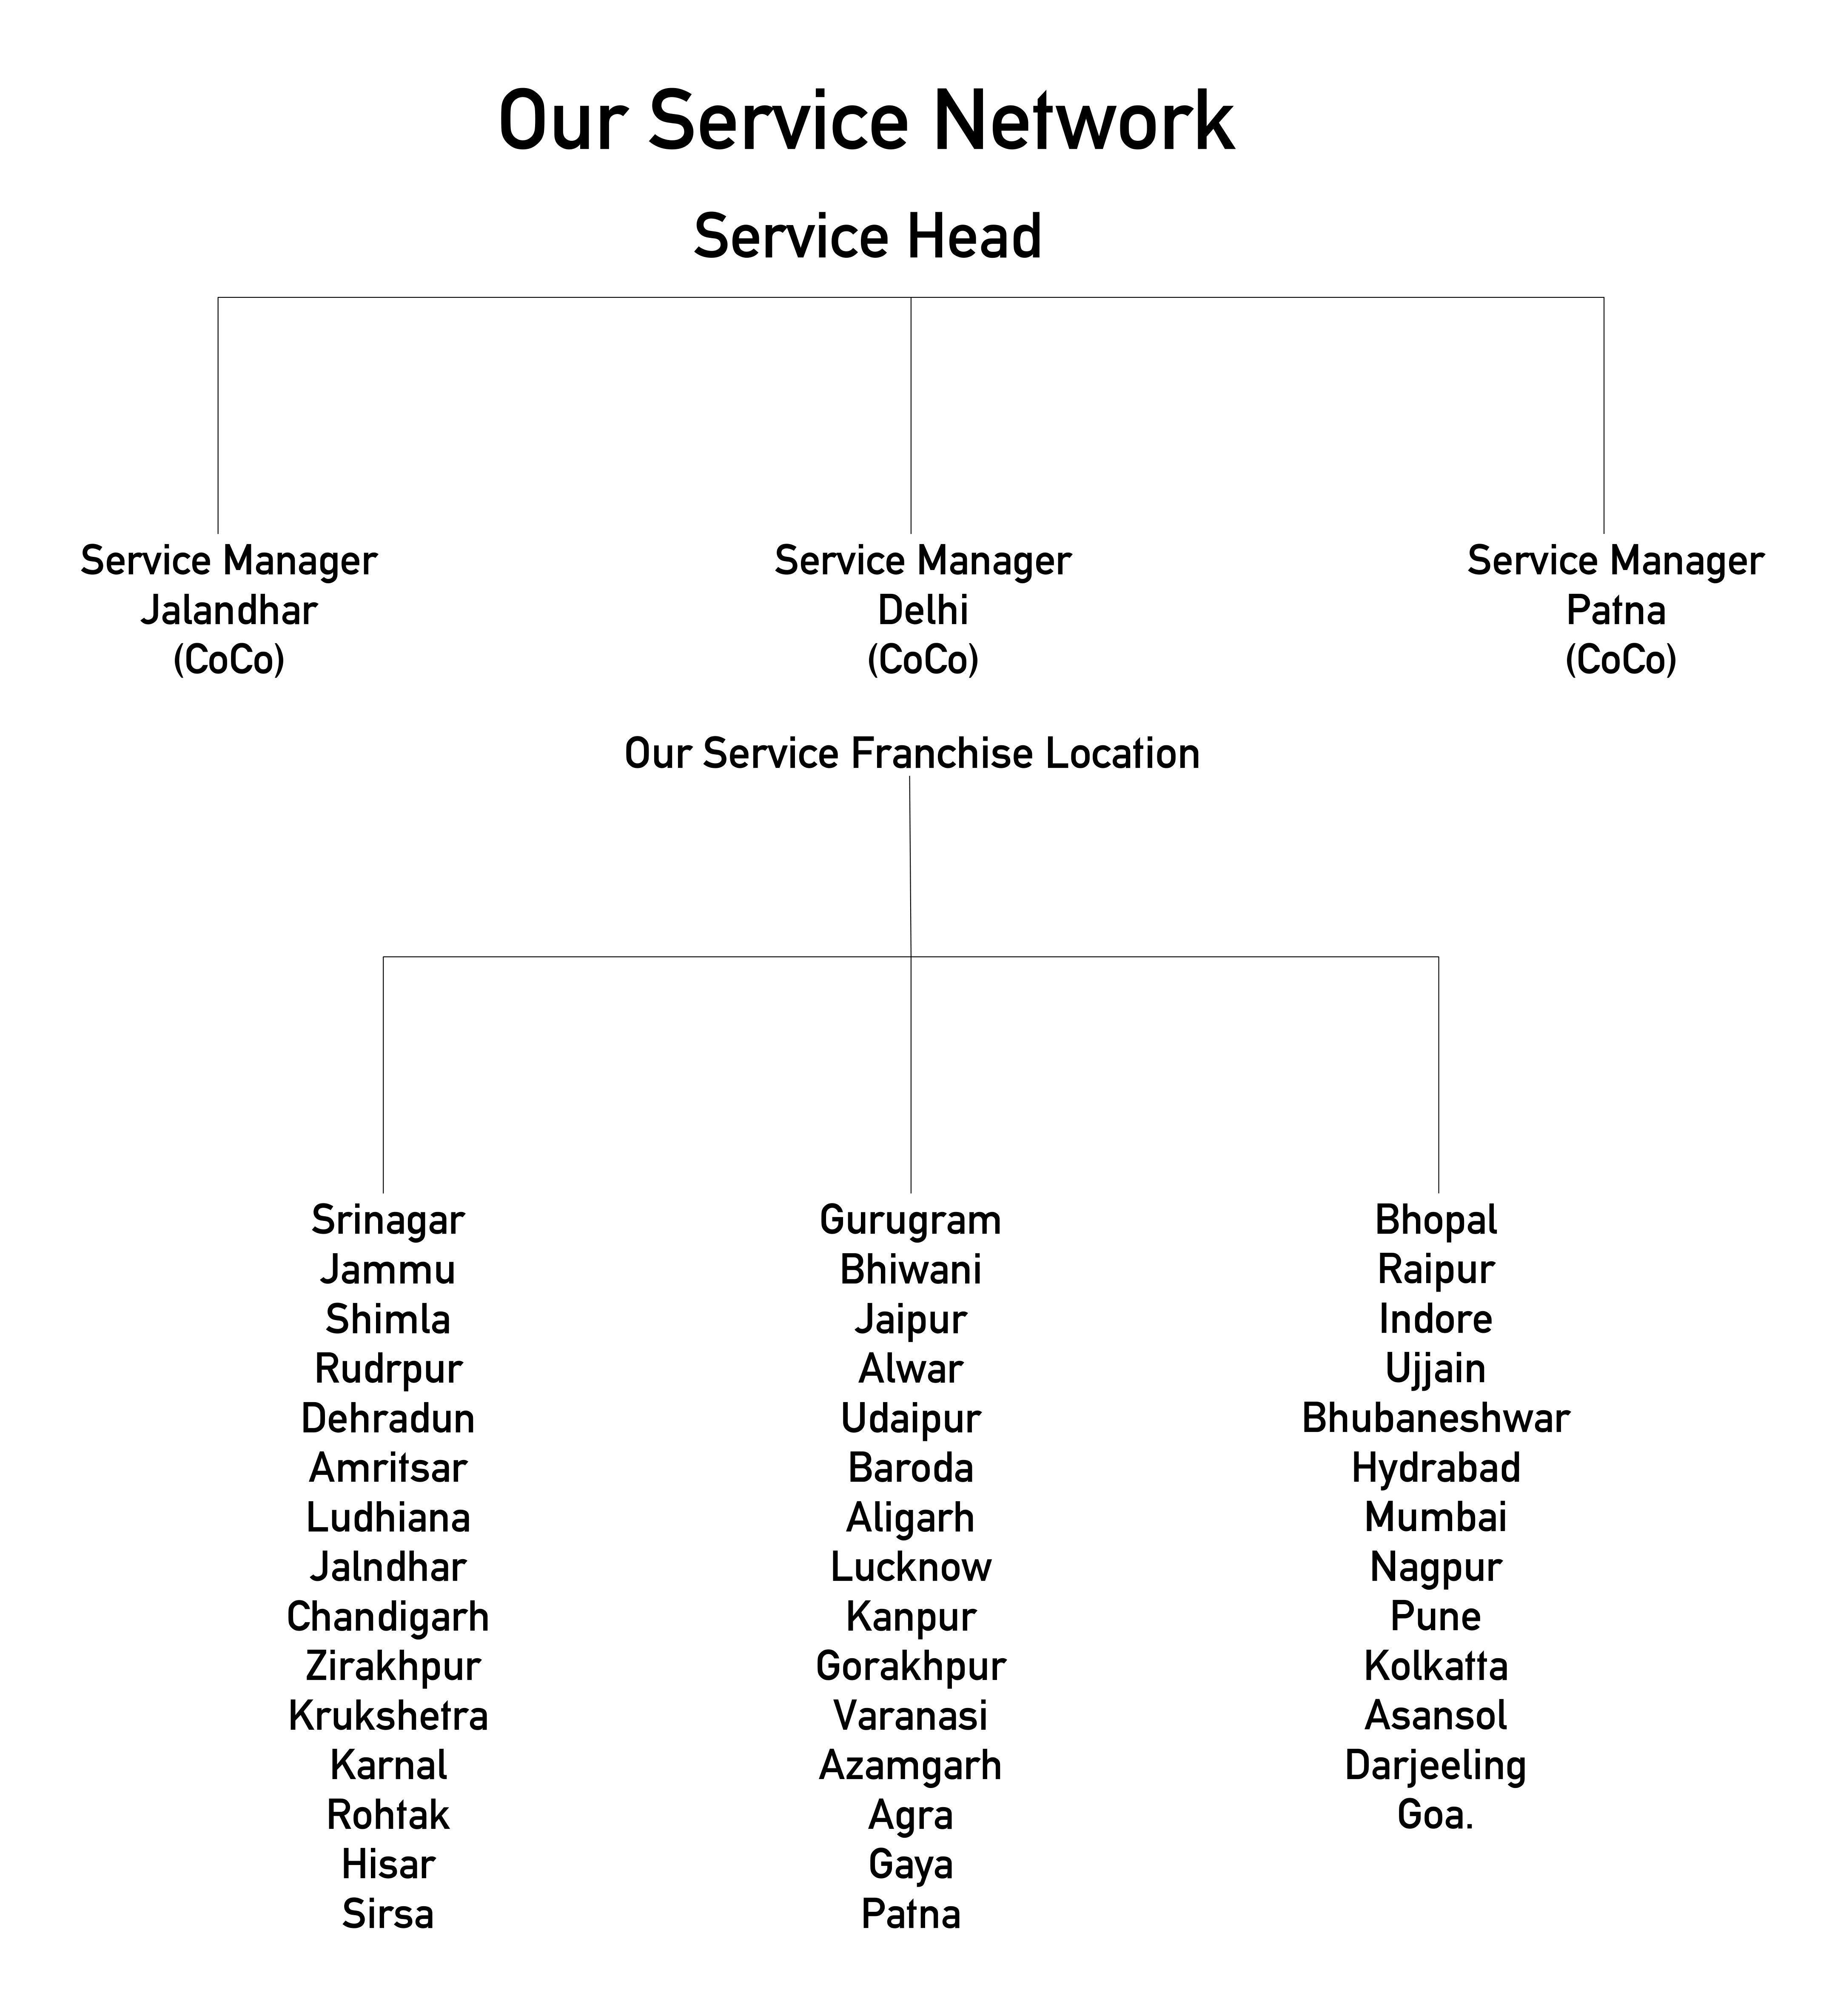 Our Service Network
Service Head
Service Manager
Jalandhar
(CoCo)
Service Manager
Delhi
(CoCo)
Service Manager
Patna
(CoCo)
Our Service Franchise Location
Srinagar
Jammu
Shimla
Rudrpur
Dehradun
Amritsar
Ludhiana
Jalndhar
Chandigarh
Zirakhpur
Krukshetra
Karnal
Rohtak
Hisar
Sirsa
Gurugram
Bhiwani
Jaipur
Alwar
Udaipur
Baroda
Aligarh
Lucknow
Kanpur
Gorakhpur
Varanasi
Azamgarh
Agra
Gaya
Patna
Bhopal
Raipur
Indore
Ujjain
Bhubaneshwar
Hydrabad
Mumbai
Nagpur
Pune
Kolkatta
Asansol
Darjeeling
Goa.